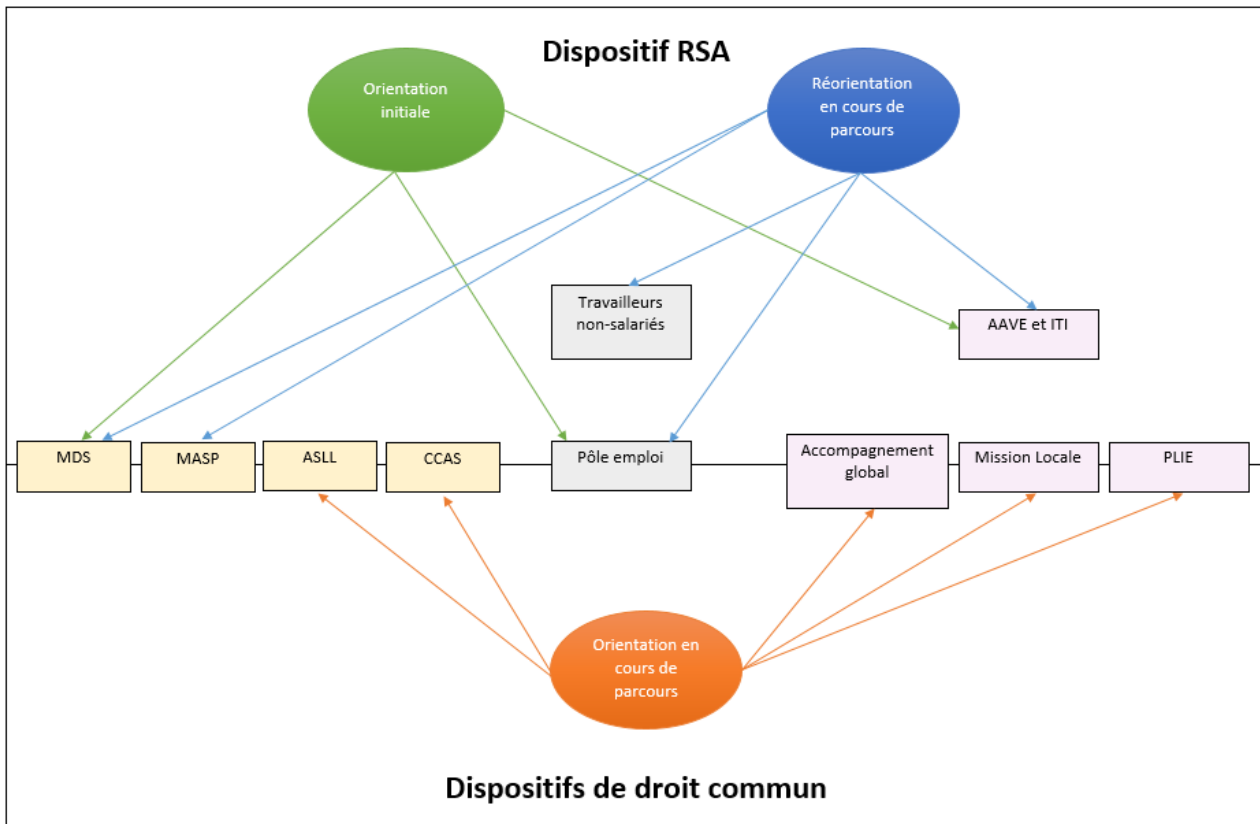 Dispositif RSA
Orientation
initiale
Réorientation
en cours de
parcours
Travailleurs
non-salariés
AAVE et ITI
MDS
MASP
ASLL
CCAS
Pôle emploi
Accompagnement
global
Mission Locale
PLIE
Orientation en
cours de
parcours
Dispositifs de droit commun